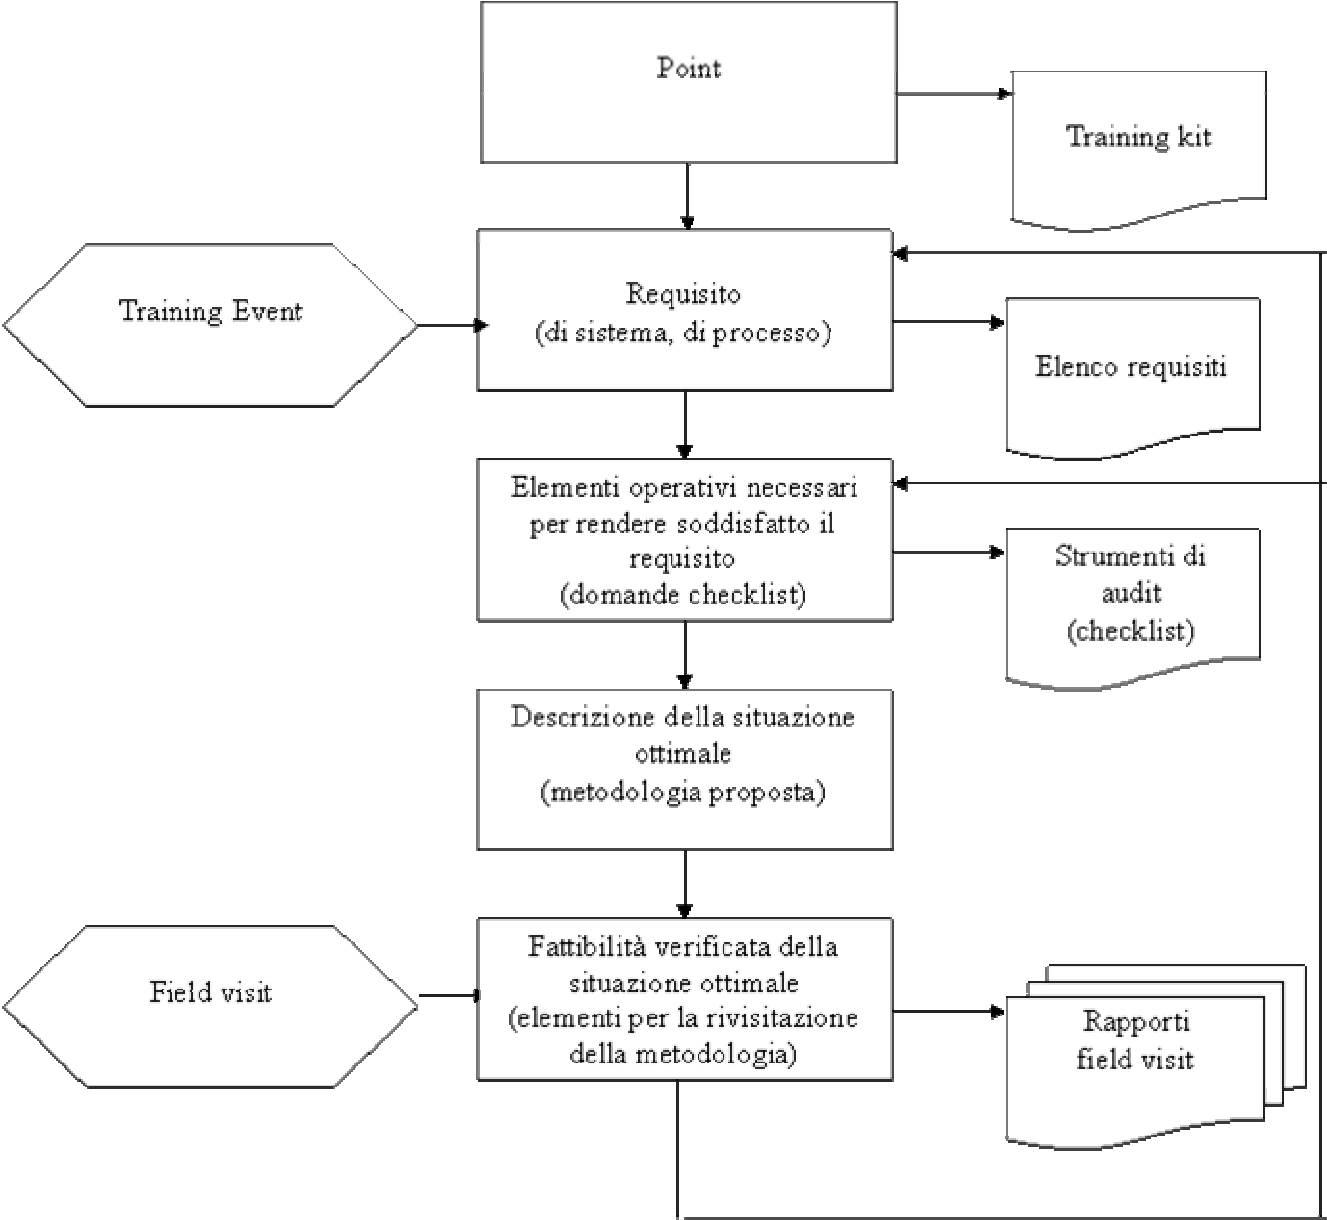 Point
Training kit
Training Event
Requisito
(di sistema, di processo)
Elenco requisiti
Elementi operativi necessari
per rendere soddisfatto il
requisito
(domande checklist)
Strumenti di
audit
(checklist)
Descrizione della situazione
ottimale
(metodologia proposta)
Field visit
Fattibilità verificata della
situazione ottimale
(elementi per la rivisitazione
della metodologia)
Rapporti
field visit